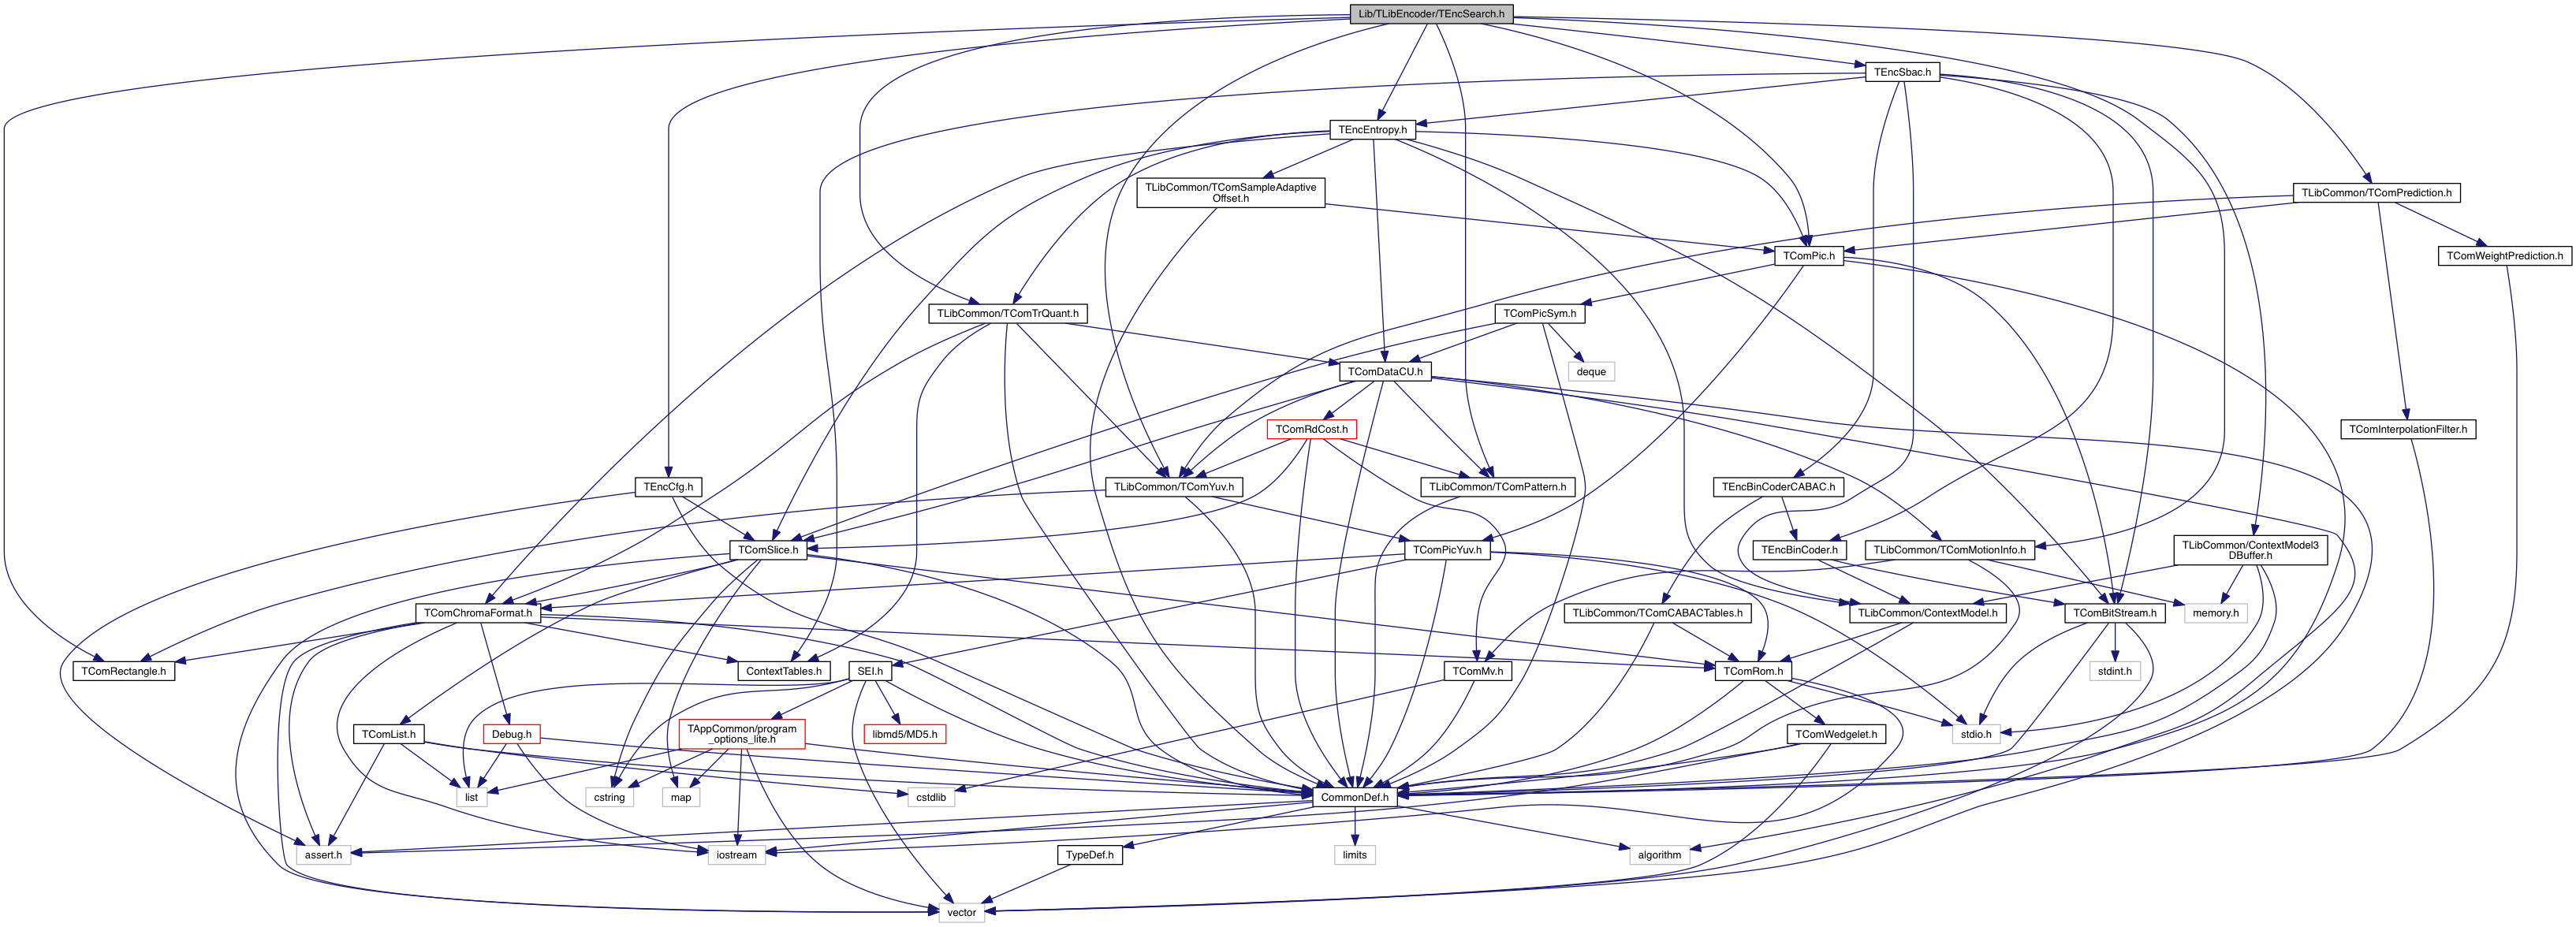 Lib/TLibEncoder/TEncSearch.h
TEncSbac.h
TEncEntropy.h
TLibCommon/TComSampleAdaptive
Offset.h
TLibCommon/TComPrediction.h
TComPic.h
TComWeightPrediction.h
TLibCommon/TComTrQuant.h
TComPicSym.h
TComDataCU.h
deque
TComRdCost.h
TComInterpolationFilter.h
TEncCfg.h
TLibCommon/TComYuv.h
TLibCommon/TComPattern.h
TEncBinCoderCABAC.h
TComSlice.h
TComPicYuv.h
TEncBinCoder.h
TLibCommon/TComMotionInfo.h
TLibCommon/ContextModel3
DBuffer.h
TComChromaFormat.h
TLibCommon/TComCABACTables.h
TLibCommon/ContextModel.h
TComBitStream.h
memory.h
TComRectangle.h
ContextTables.h
SEI.h
TComMv.h
TComRom.h
stdint.h
TComList.h
Debug.h
TAppCommon/program
_options_lite.h
libmd5/MD5.h
TComWedgelet.h
stdio.h
list
cstring
map
cstdlib
CommonDef.h
assert.h
iostream
TypeDef.h
limits
algorithm
vector